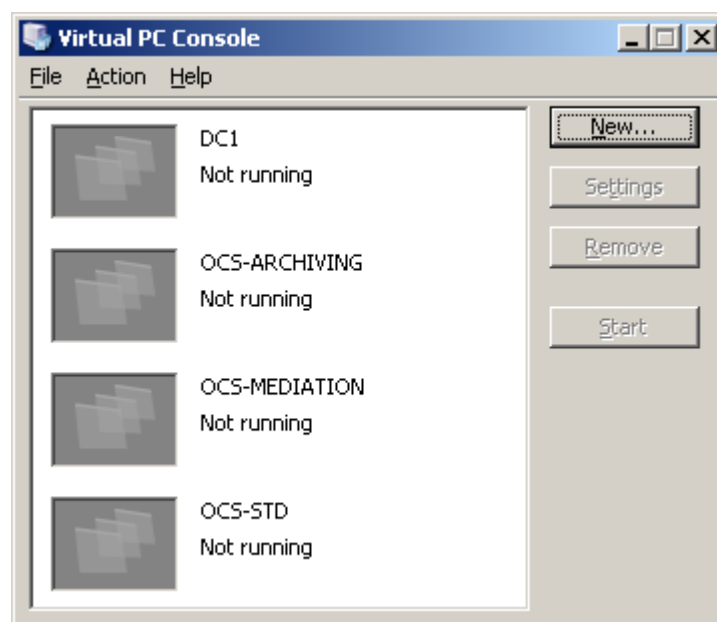 Virtual PC Console
File Action Help
DC1
Not running
OCS-ARCHIVING
Not running
OCS-MEDIATION
Not running
OCS-STD
Not running
New...
Settings
Remove
Start